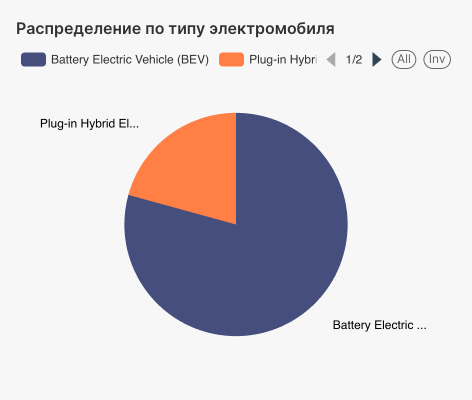 Распределение по типу электромобиля
Battery Electric Vehicle (BEV) Plug-in Hybri 1/2 All Inv
Plug-in Hybrid El...
Battery Electric ...